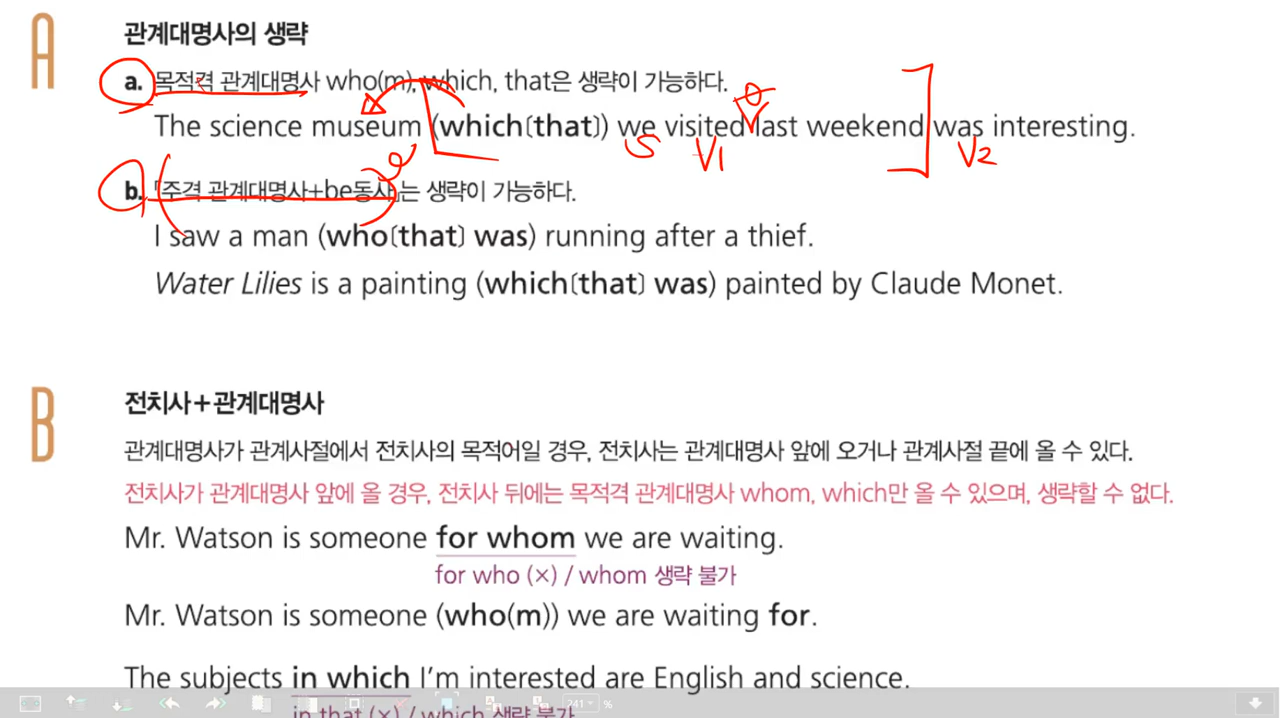 A
관계대명사의 생략
a. 목적격 관계대명사 who(m), which, that은 생략이 가능하다.
The science museum (which[that]) we visited last weekend was interesting.
S V1 V2
b. 「주격 관계대명사+be동사」는 생략이 가능하다.
I saw a man (who[that] was) running after a thief.
Water Lilies is a painting (which[that] was) painted by Claude Monet.
B
전치사+관계대명사
관계대명사가 관계사절에서 전치사의 목적어일 경우, 전치사는 관계대명사 앞에 오거나 관계사절 끝에 올 수 있다.
전치사가 관계대명사 앞에 올 경우, 전치사 뒤에는 목적격 관계대명사 whom, which만 올 수 있으며, 생략할 수 없다.
Mr. Watson is someone for whom we are waiting.
for who (×) / whom 생략 불가
Mr. Watson is someone (who(m)) we are waiting for.
The subjects in which I'm interested are English and science.
in that (×) / which 생략 불가
241 %